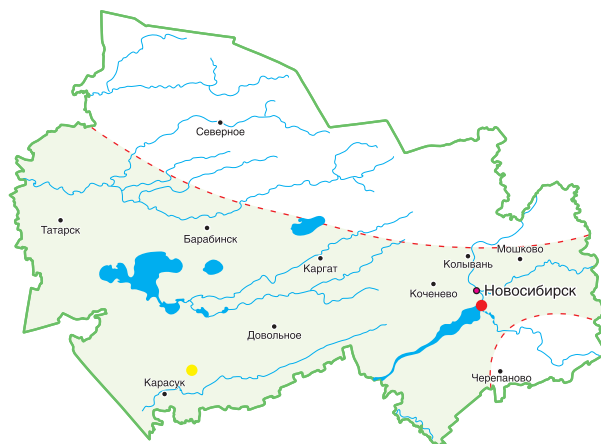 Северное
Татарск
Барабинск
Мошково
Колывань
Каргат
Коченево
Новосибирск
Довольное
Карасук
Черепаново